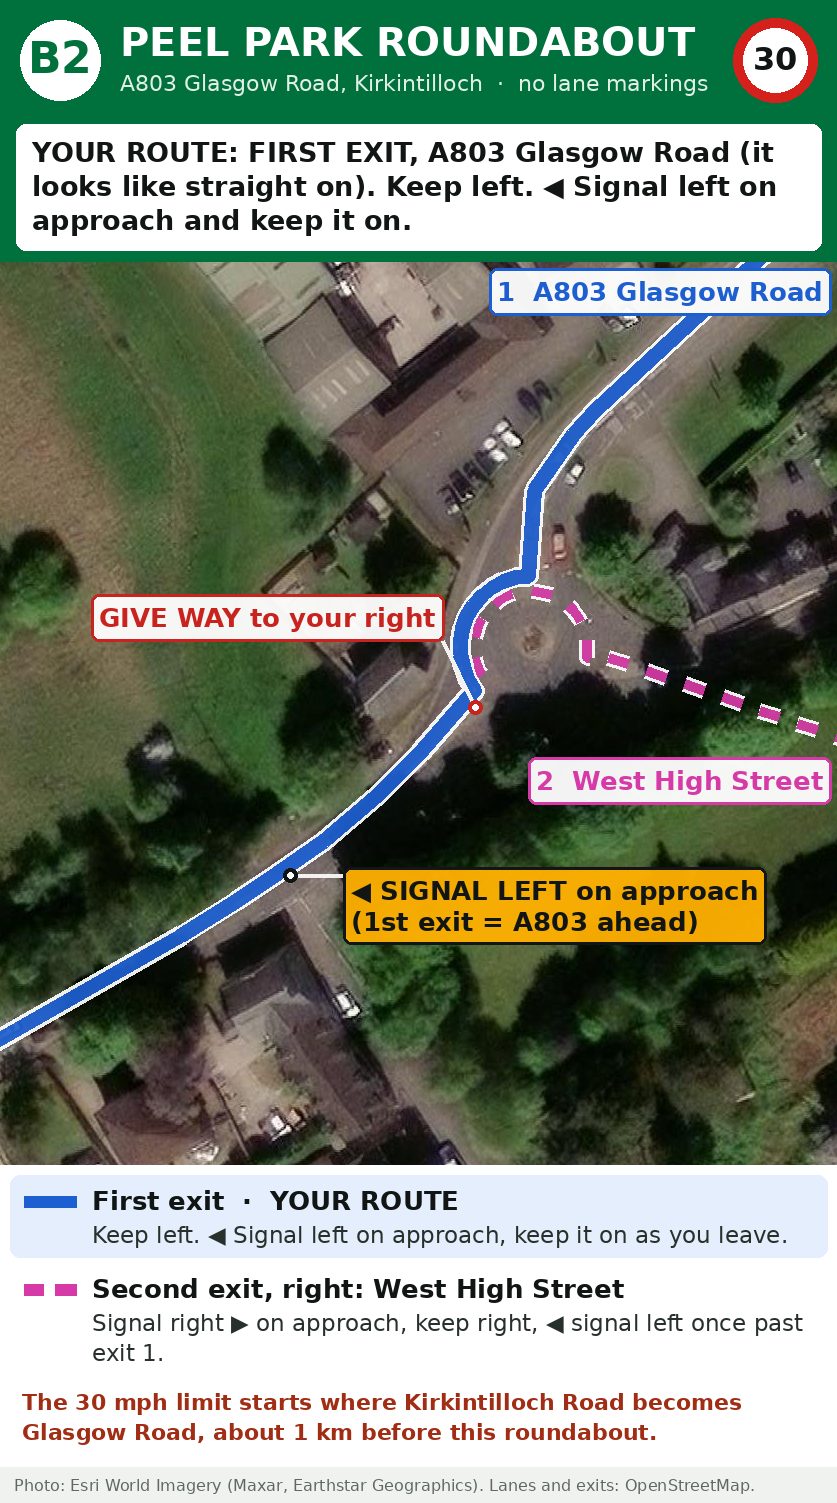 B2
PEEL PARK ROUNDABOUT
A803 Glasgow Road, Kirkintilloch · no lane markings
30
YOUR ROUTE: FIRST EXIT, A803 Glasgow Road (it
looks like straight on). Keep left. ◀ Signal left on
approach and keep it on.
1 A803 Glasgow Road
GIVE WAY to your right
2 West High Street
◀ SIGNAL LEFT on approach
(1st exit = A803 ahead)
First exit · YOUR ROUTE
Keep left. ◀ Signal left on approach, keep it on as you leave.
Second exit, right: West High Street
Signal right ▶ on approach, keep right, ◀ signal left once past
exit 1.
The 30 mph limit starts where Kirkintilloch Road becomes
Glasgow Road, about 1 km before this roundabout.
Photo: Esri World Imagery (Maxar, Earthstar Geographics). Lanes and exits: OpenStreetMap.